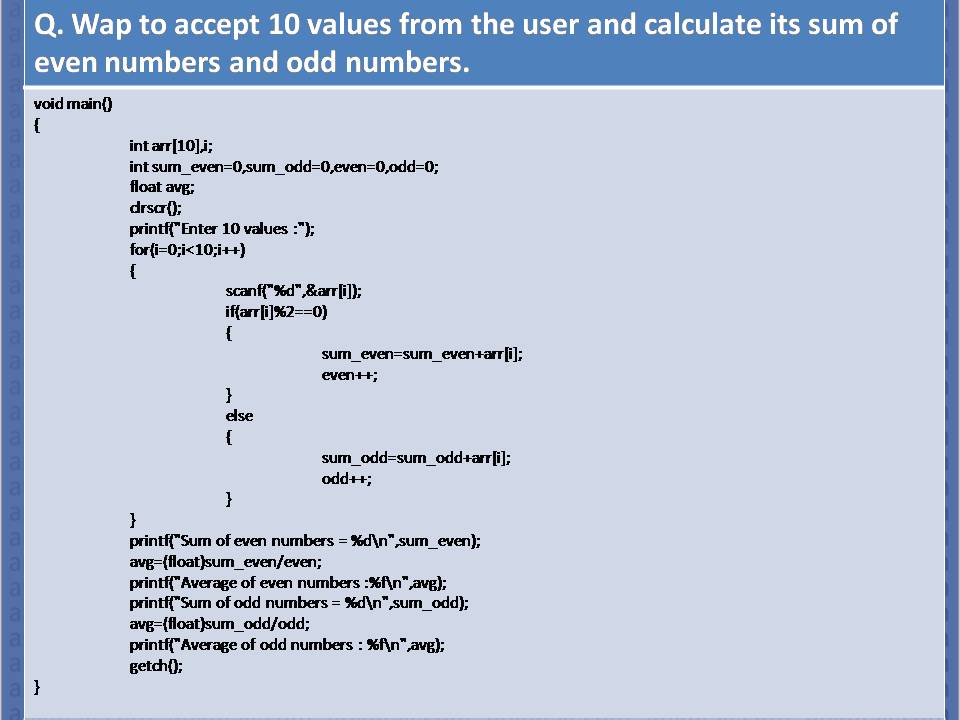 Q. Wap to accept 10 values from the user and calculate its sum of
even numbers and odd numbers.
void main()
{
int arr[10],i;
int sum_even=0,sum_odd=0,even=0,odd=0;
float avg;
clrscr();
printf("Enter 10 values :");
for(i=0;i<10;i++)
{
scanf("%d",&arr[i]);
if(arr[i]%2==0)
{
sum_even=sum_even+arr[i];
even++;
}
else
{
sum_odd=sum_odd+arr[i];
odd++;
}
}
printf("Sum of even numbers = %d\n",sum_even);
avg=(float)sum_even/even;
printf("Average of even numbers :%f\n",avg);
printf("Sum of odd numbers = %d\n",sum_odd);
avg=(float)sum_odd/odd;
printf("Average of odd numbers : %f\n",avg);
getch();
}